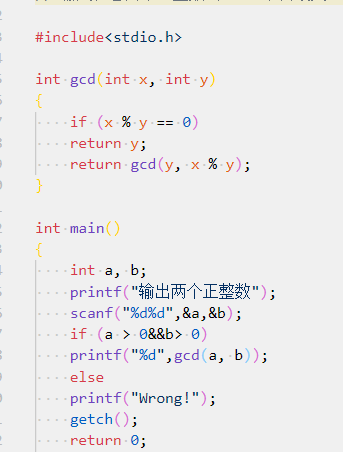 #include<stdio.h>
int gcd(int x, int y)
{
if (x % y == 0)
return y;
return gcd(y, x % y);
}
int main()
{
int a, b;
printf("输出两个正整数");
scanf("%d%d",&a,&b);
if (a > 0&&b> 0)
printf("%d",gcd(a, b));
else
printf("Wrong!");
getch();
return 0;